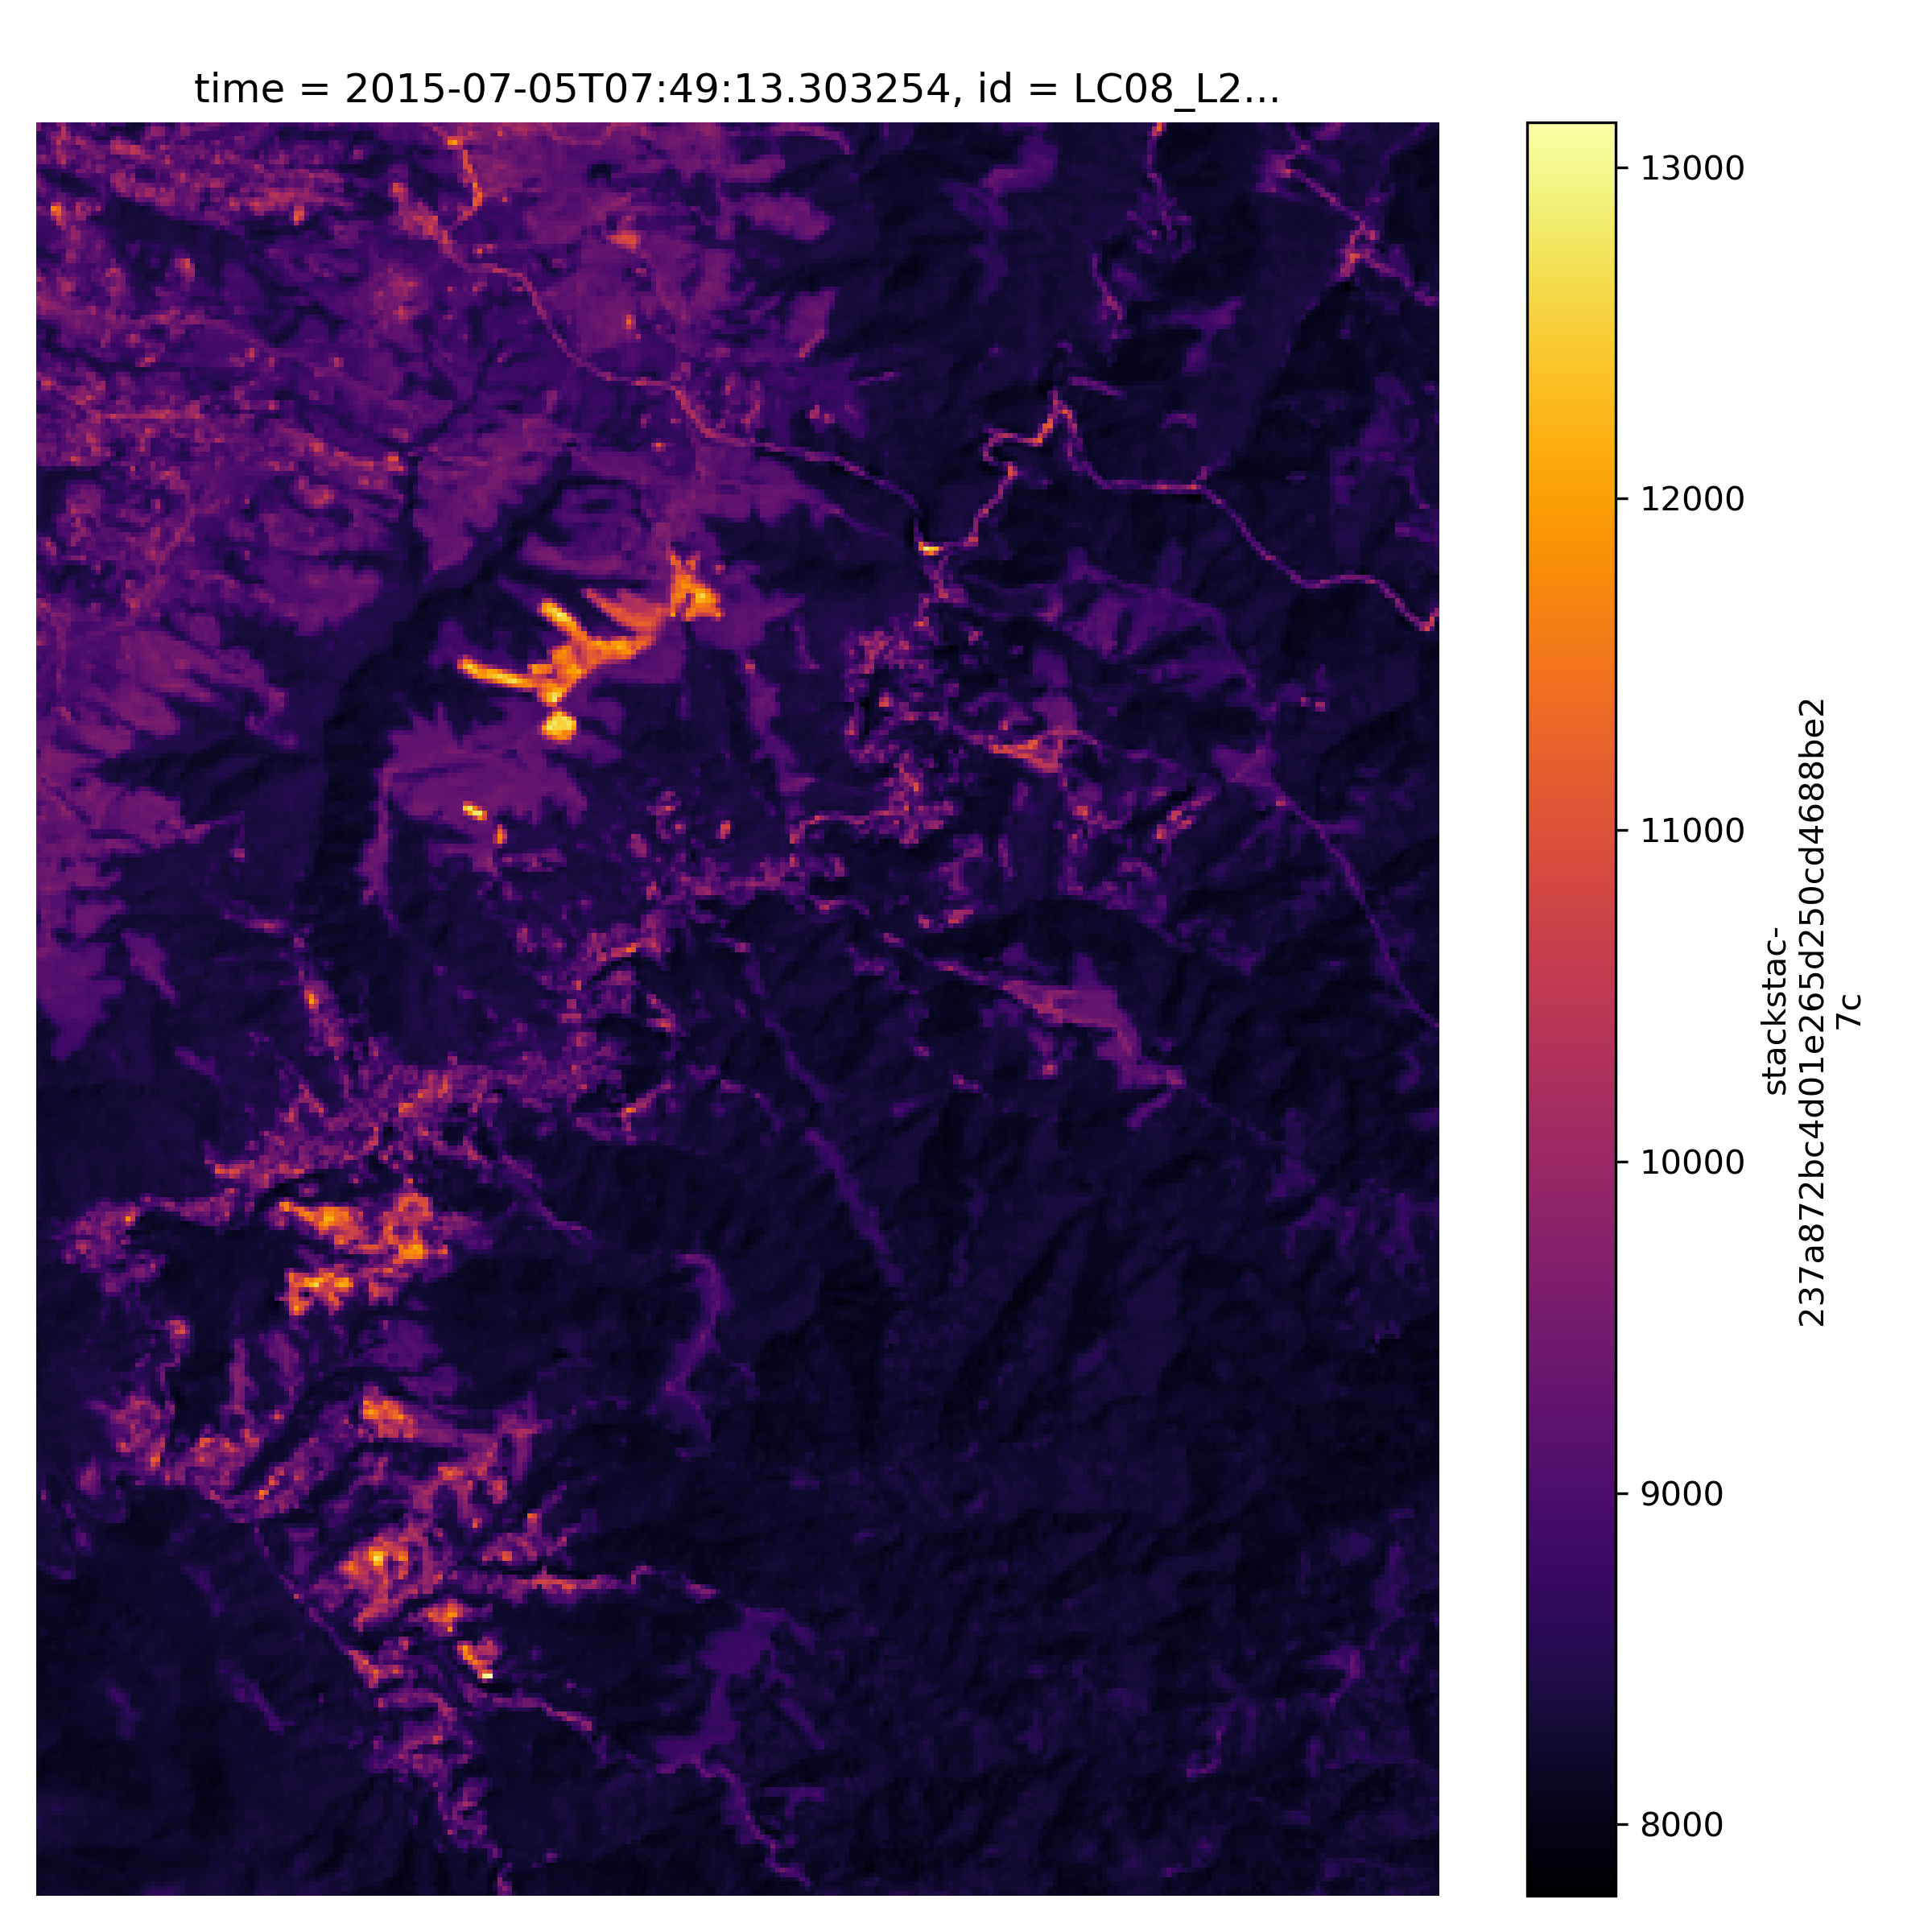 time = 2015-07-05T07:49:13.303254, id = LC08_L2...
13000
12000
11000
10000
9000
8000
stackstac-
237a872bc4d01e265d250cd4688be2
7c